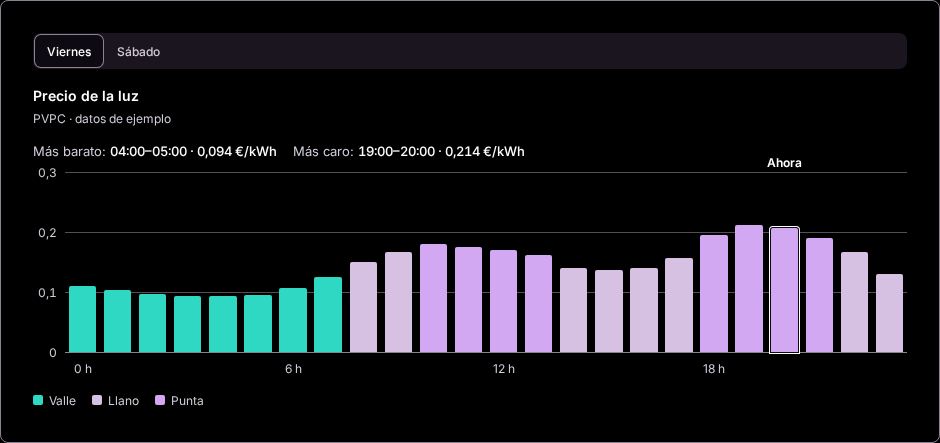 Viernes Sábado
Precio de la luz
PVPC · datos de ejemplo
Más barato: 04:00–05:00 · 0,094 €/kWh Más caro: 19:00–20:00 · 0,214 €/kWh
Ahora
0,3
0,2
0,1
0
0 h 6 h 12 h 18 h
Valle Llano Punta